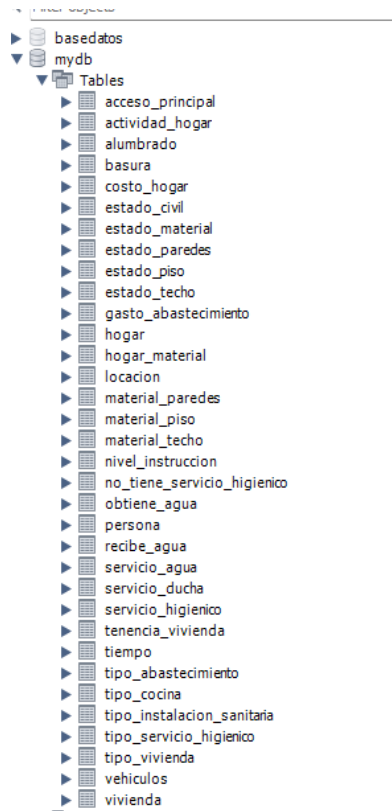 basedatos
mydb
Tables
acceso_principal
actividad_hogar
alumbrado
basura
costo_hogar
estado_civil
estado_material
estado_paredes
estado_piso
estado_techo
gasto_abastecimiento
hogar
hogar_material
locacion
material_paredes
material_piso
material_techo
nivel_instruccion
no_tiene_servicio_higienico
obtiene_agua
persona
recibe_agua
servicio_agua
servicio_ducha
servicio_higienico
tenencia_vivienda
tiempo
tipo_abastecimiento
tipo_cocina
tipo_instalacion_sanitaria
tipo_servicio_higienico
tipo_vivienda
vehiculos
vivienda